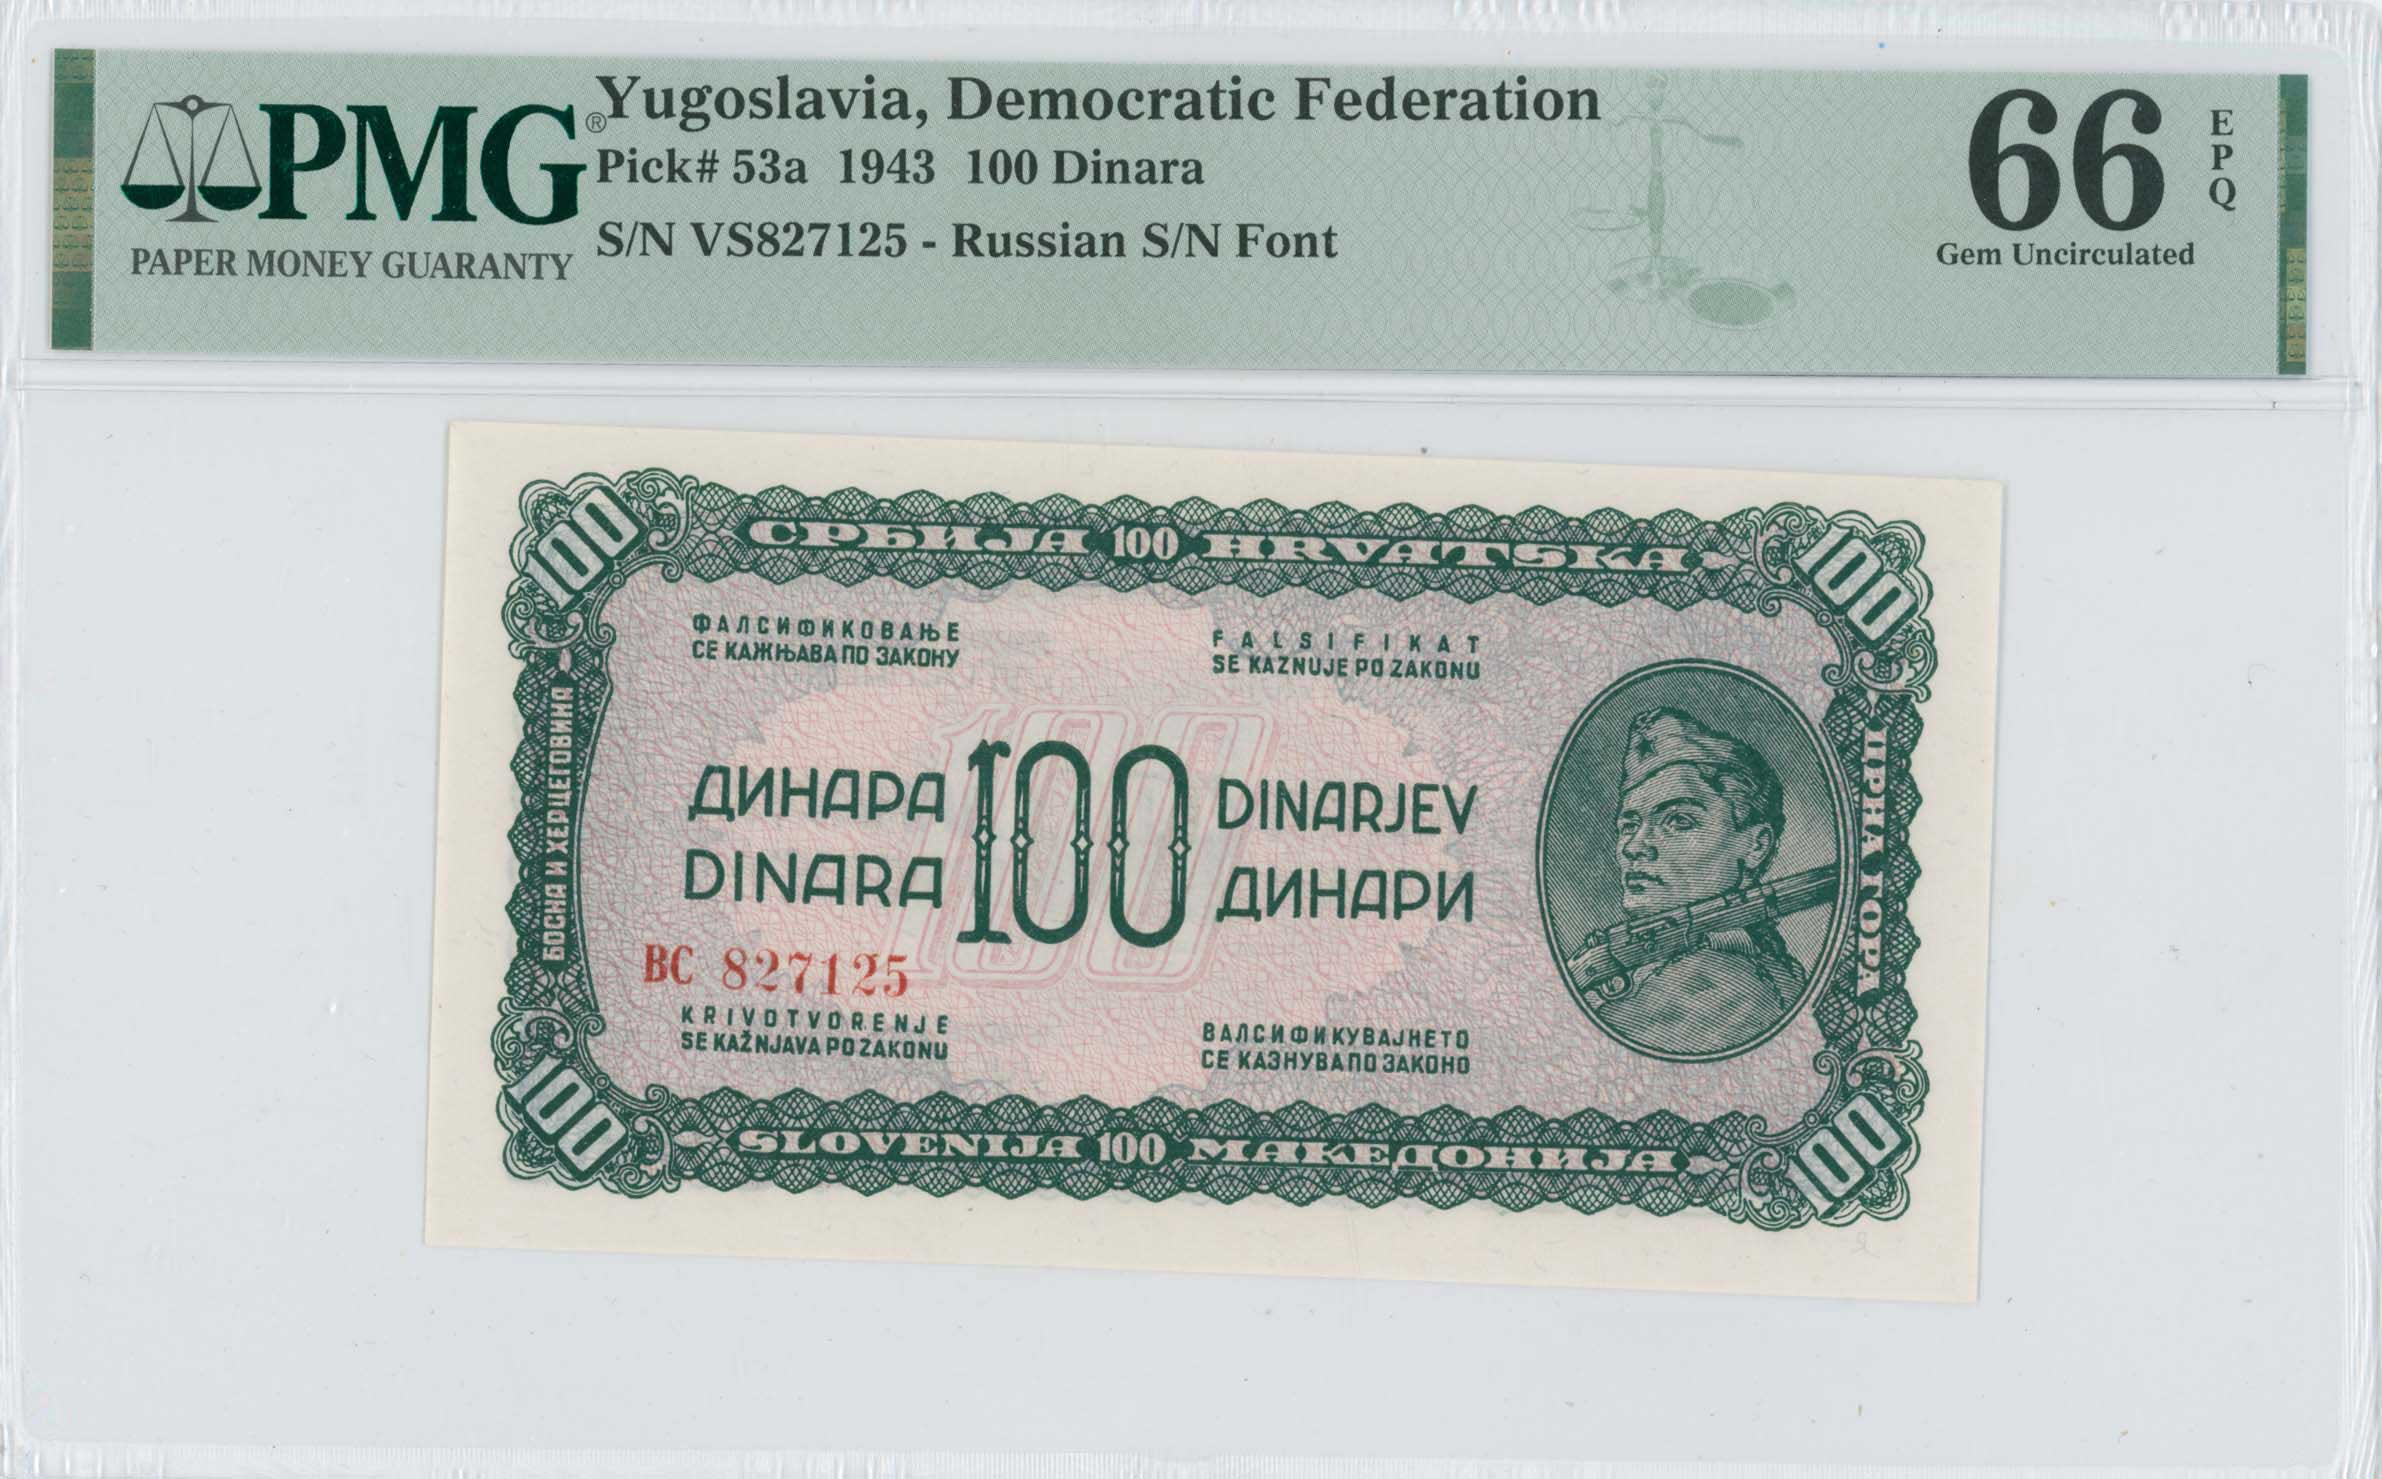 PMG®
PAPER MONEY GUARANTY
Yugoslavia, Democratic Federation
Pick# 53a 1943 100 Dinara
S/N VS827125 - Russian S/N Font
66 EPQ
Gem Uncirculated
100 СРБИЈА 100 HRVATSKA 100
ФАЛСИФИКОВАЊЕ
СЕ КАЖЊАВА ПО ЗАКОНУ
FALSIFIKAT
SE KAZNUJE PO ZAKONU
БОСНА И ХЕРЦЕГОВИНА
ЦРНА ГОРА
ДИНАРА 100 DINARJEV
DINARA ДИНАРИ
100
ВС 827125
KRIVOTVORENJE
SE KAŽNJAVA PO ZAKONU
ВАЛСИФИКУВАЈНЕТО
СЕ КАЗНУВА ПО ЗАКОНО
100 SLOVENIJA 100 МАКЕДОНИЈА 100